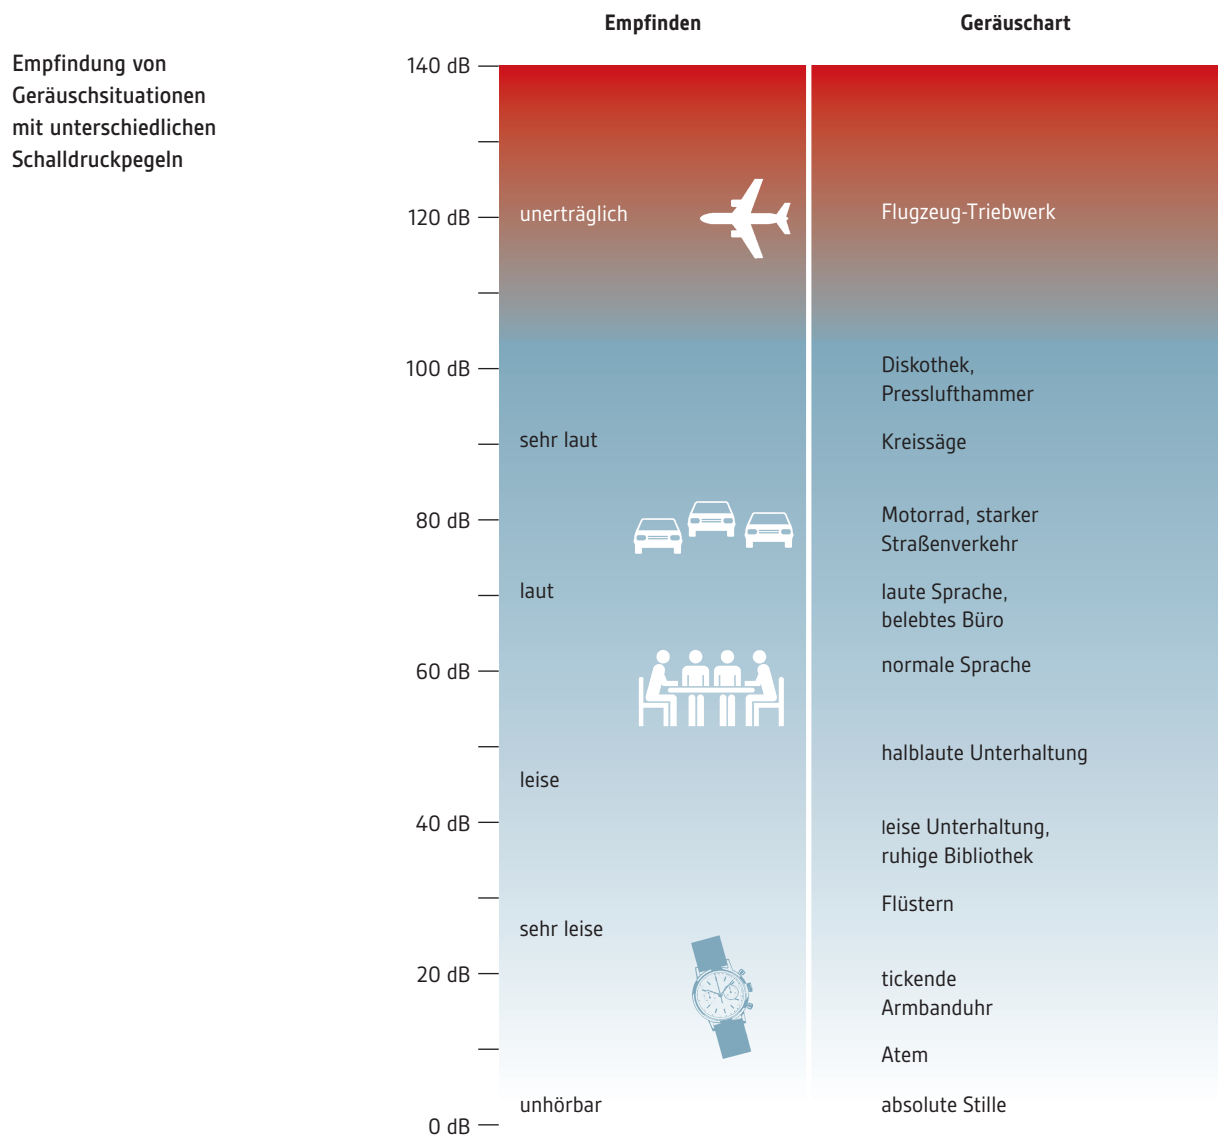 Empfinden
Geräuschart
Empfindung von
Geräuschsituationen
mit unterschiedlichen
Schalldruckpegeln
140 dB
120 dB
unerträglich
Flugzeug-Triebwerk
100 dB
Diskothek,
Presslufthammer
sehr laut
Kreissäge
80 dB
Motorrad, starker
Straßenverkehr
laut
laute Sprache,
belebtes Büro
60 dB
normale Sprache
halblaute Unterhaltung
leise
40 dB
leise Unterhaltung,
ruhige Bibliothek
Flüstern
sehr leise
20 dB
tickende
Armbanduhr
Atem
unhörbar
absolute Stille
0 dB